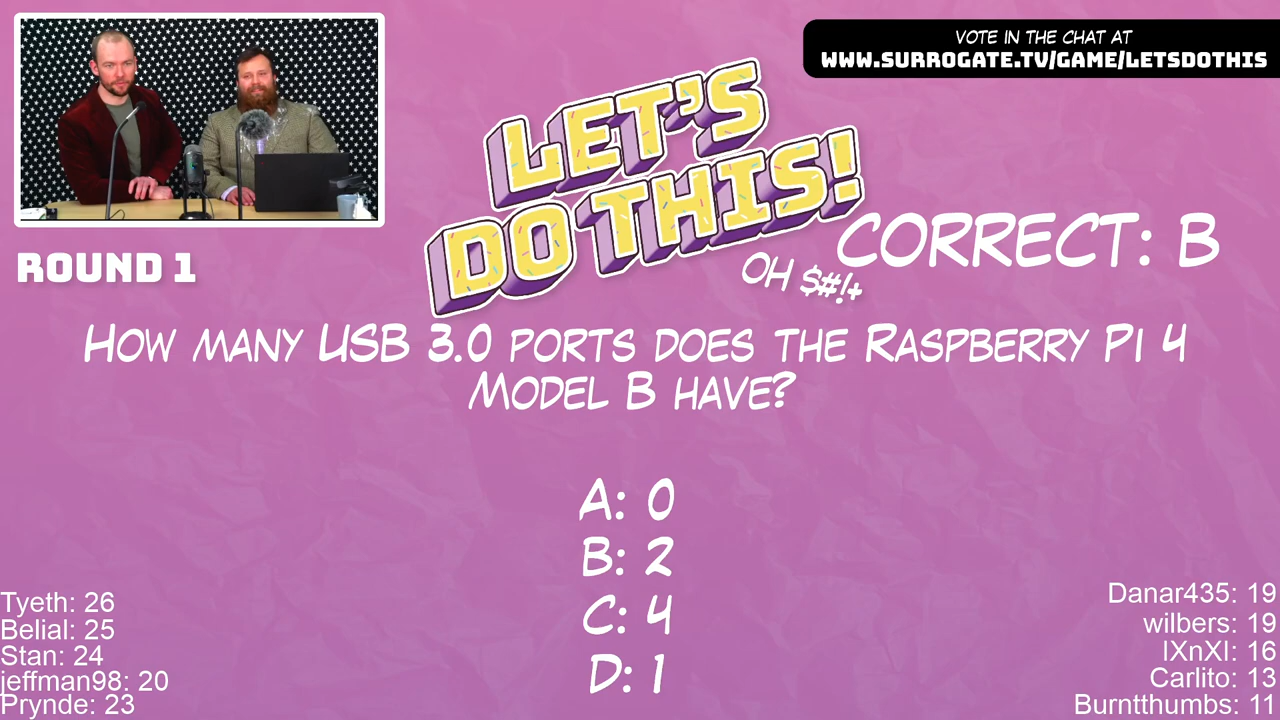 VOTE IN THE CHAT AT
WWW.SURROGATE.TV/GAME/LETSDOTHIS
LET'S
DO THIS!
OH $#!+
CORRECT: B
ROUND 1
HOW MANY USB 3.0 PORTS DOES THE RASPBERRY PI 4
MODEL B HAVE?
A: 0
B: 2
C: 4
D: 1
Tyeth: 26
Belial: 25
Stan: 24
jeffman98: 20
Prynde: 23
Danar435: 19
wilbers: 19
IXnXI: 16
Carlito: 13
Burntthumbs: 11